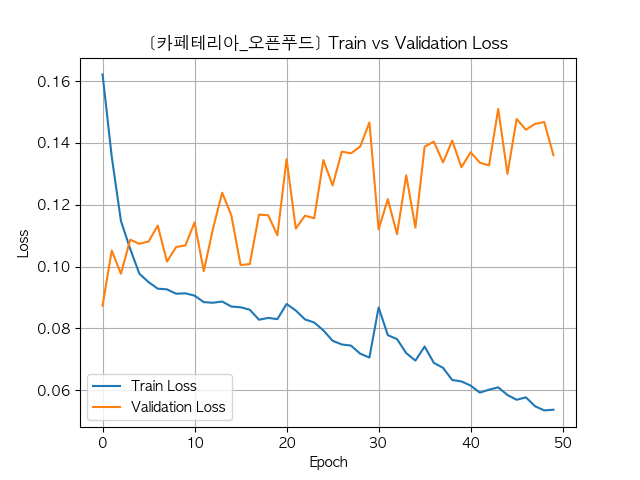 [카페테리아_오픈푸드] Train vs Validation Loss
0.16
0.14
0.12
0.10
0.08
0.06
Loss
Train Loss
Validation Loss
0 10 20 30 40 50
Epoch